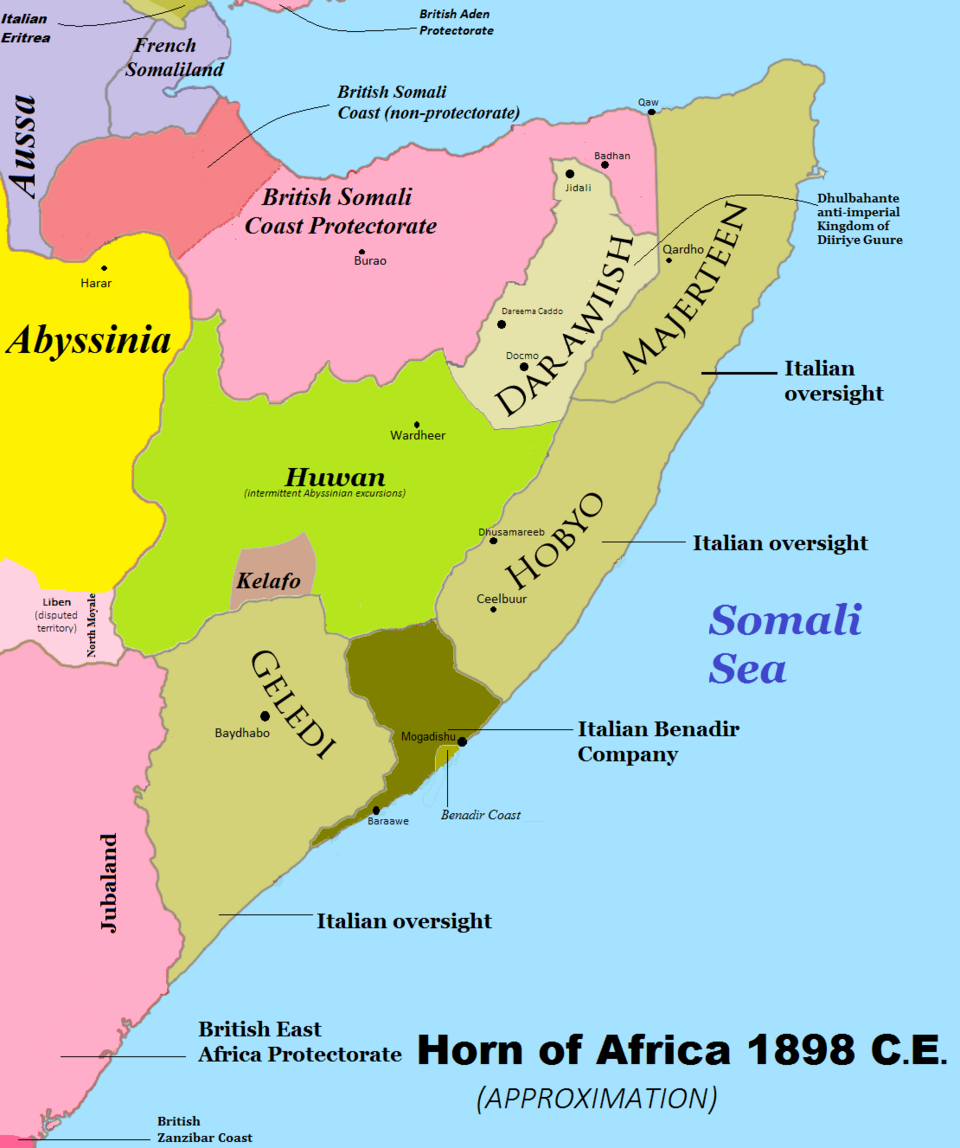 Italian
Eritrea
British Aden
Protectorate
French
Somaliland
Aussa
British Somali
Coast (non-protectorate)
Qaw
Badhan
Jidali
British Somali
Coast Protectorate
Dhulbahante
anti-imperial
Kingdom of
Diiriye Guure
Burao
Qardho
Harar
DARAWIISH
MAJERTEEN
Dareema Caddo
Abyssinia
Docmo
Italian
oversight
Wardheer
Huwan
(intermittent Abyssinian excursions)
HOBYO
Dhusamareeb
Italian oversight
Kelafo
Ceelbuur
Liben
(disputed
territory)
North Moyale
Somali
Sea
GELEDI
Baydhabo
Mogadishu
Italian Benadir
Company
Benadir Coast
Baraawe
Jubaland
Italian oversight
British East
Africa Protectorate
Horn of Africa 1898 C.E.
(APPROXIMATION)
British
Zanzibar Coast